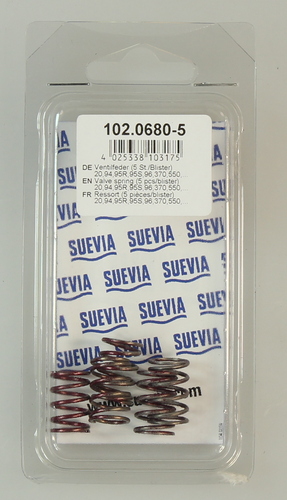 102.0680-5
4 025338 103175
DE Ventilfeder (5 St./Blister)
20,94,95R,95S,96,370,550...
EN Valve spring (5 pcs/blister)
20,94,95R,95S,96,370,550...
FR Ressort (5 pièces/blister)
20,94,95R,95S,96,370,550...
SUEVIA SUEVIA
SUEVIA SUEVIA
SUEVIA SUEVIA
SUEVIA SUEVIA
SUEVIA
www.